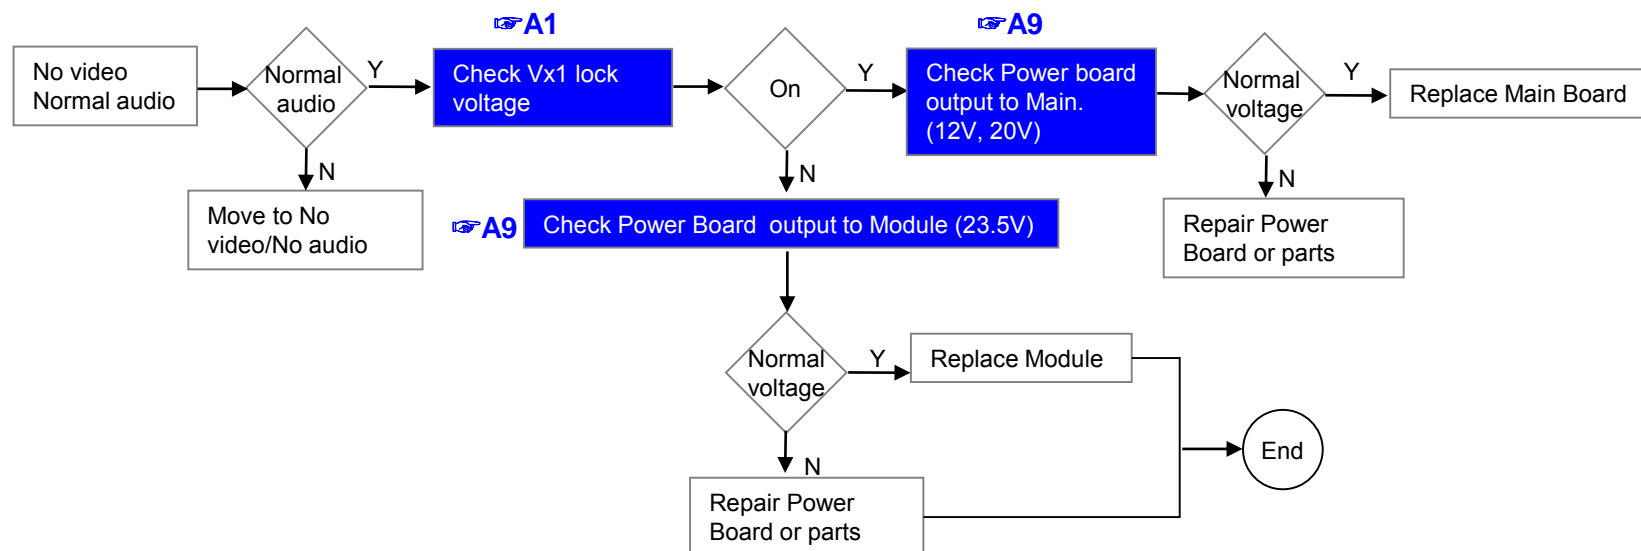 ☞A1
☞A9
No video
Normal audio
Normal
audio
Y
Check Vx1 lock
voltage
On
Y
Check Power board
output to Main.
(12V, 20V)
Normal
voltage
Y
Replace Main Board
N
Move to No
video/No audio
N
☞A9
Check Power Board  output to Module (23.5V)
N
Repair Power
Board or parts
Normal
voltage
Y
Replace Module
End
N
Repair Power
Board or parts